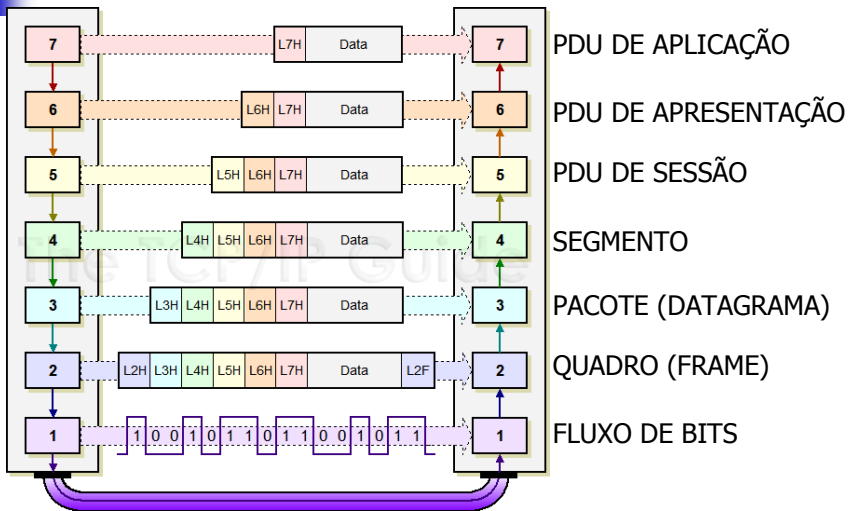 7 L7H Data 7 PDU DE APLICAÇÃO
6 L6H L7H Data 6 PDU DE APRESENTAÇÃO
5 L5H L6H L7H Data 5 PDU DE SESSÃO
4 L4H L5H L6H L7H Data 4 SEGMENTO
The TCP/IP Guide
3 L3H L4H L5H L6H L7H Data 3 PACOTE (DATAGRAMA)
2 L2H L3H L4H L5H L6H L7H Data L2F 2 QUADRO (FRAME)
1 1 0 0 1 0 1 1 0 1 1 0 0 1 0 1 1 1 FLUXO DE BITS